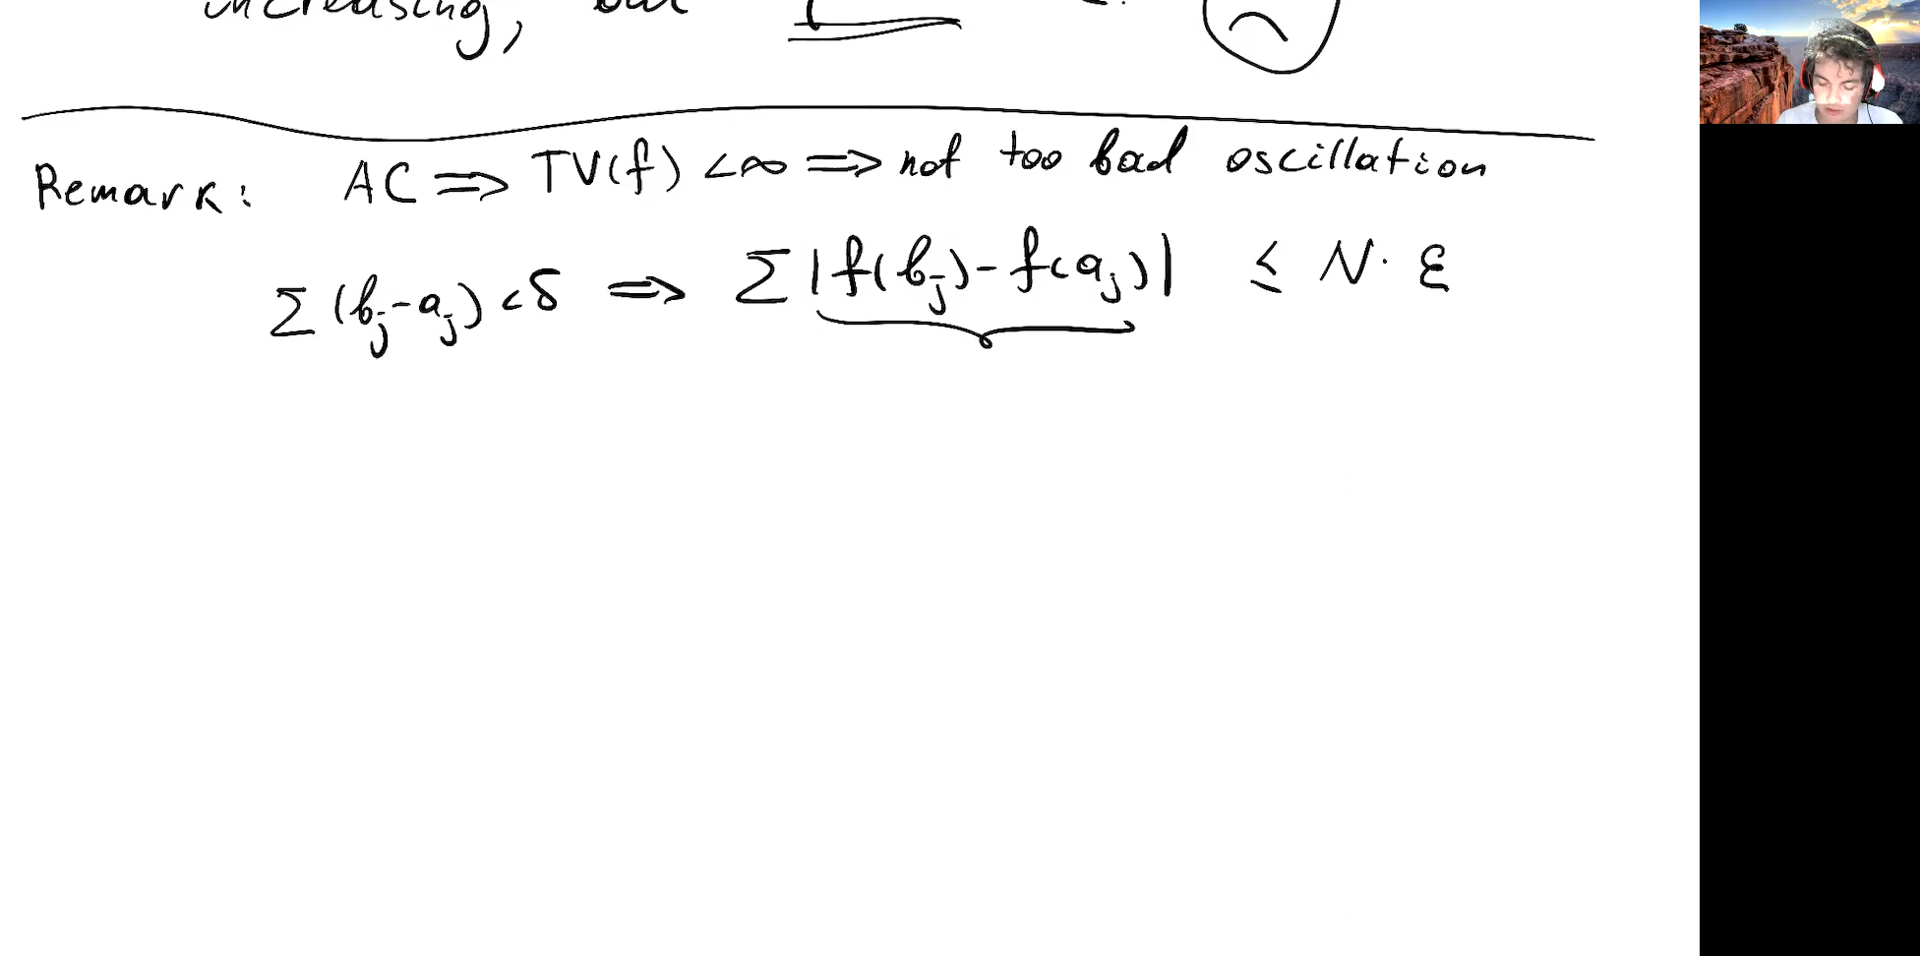 increasing, but
Remark: AC ⇒ TV(f) < ∞ ⇒ not too bad oscillation
Σ(b_j - a_j) < δ ⇒ Σ|f(b_j) - f(a_j)| ≤ N · ε